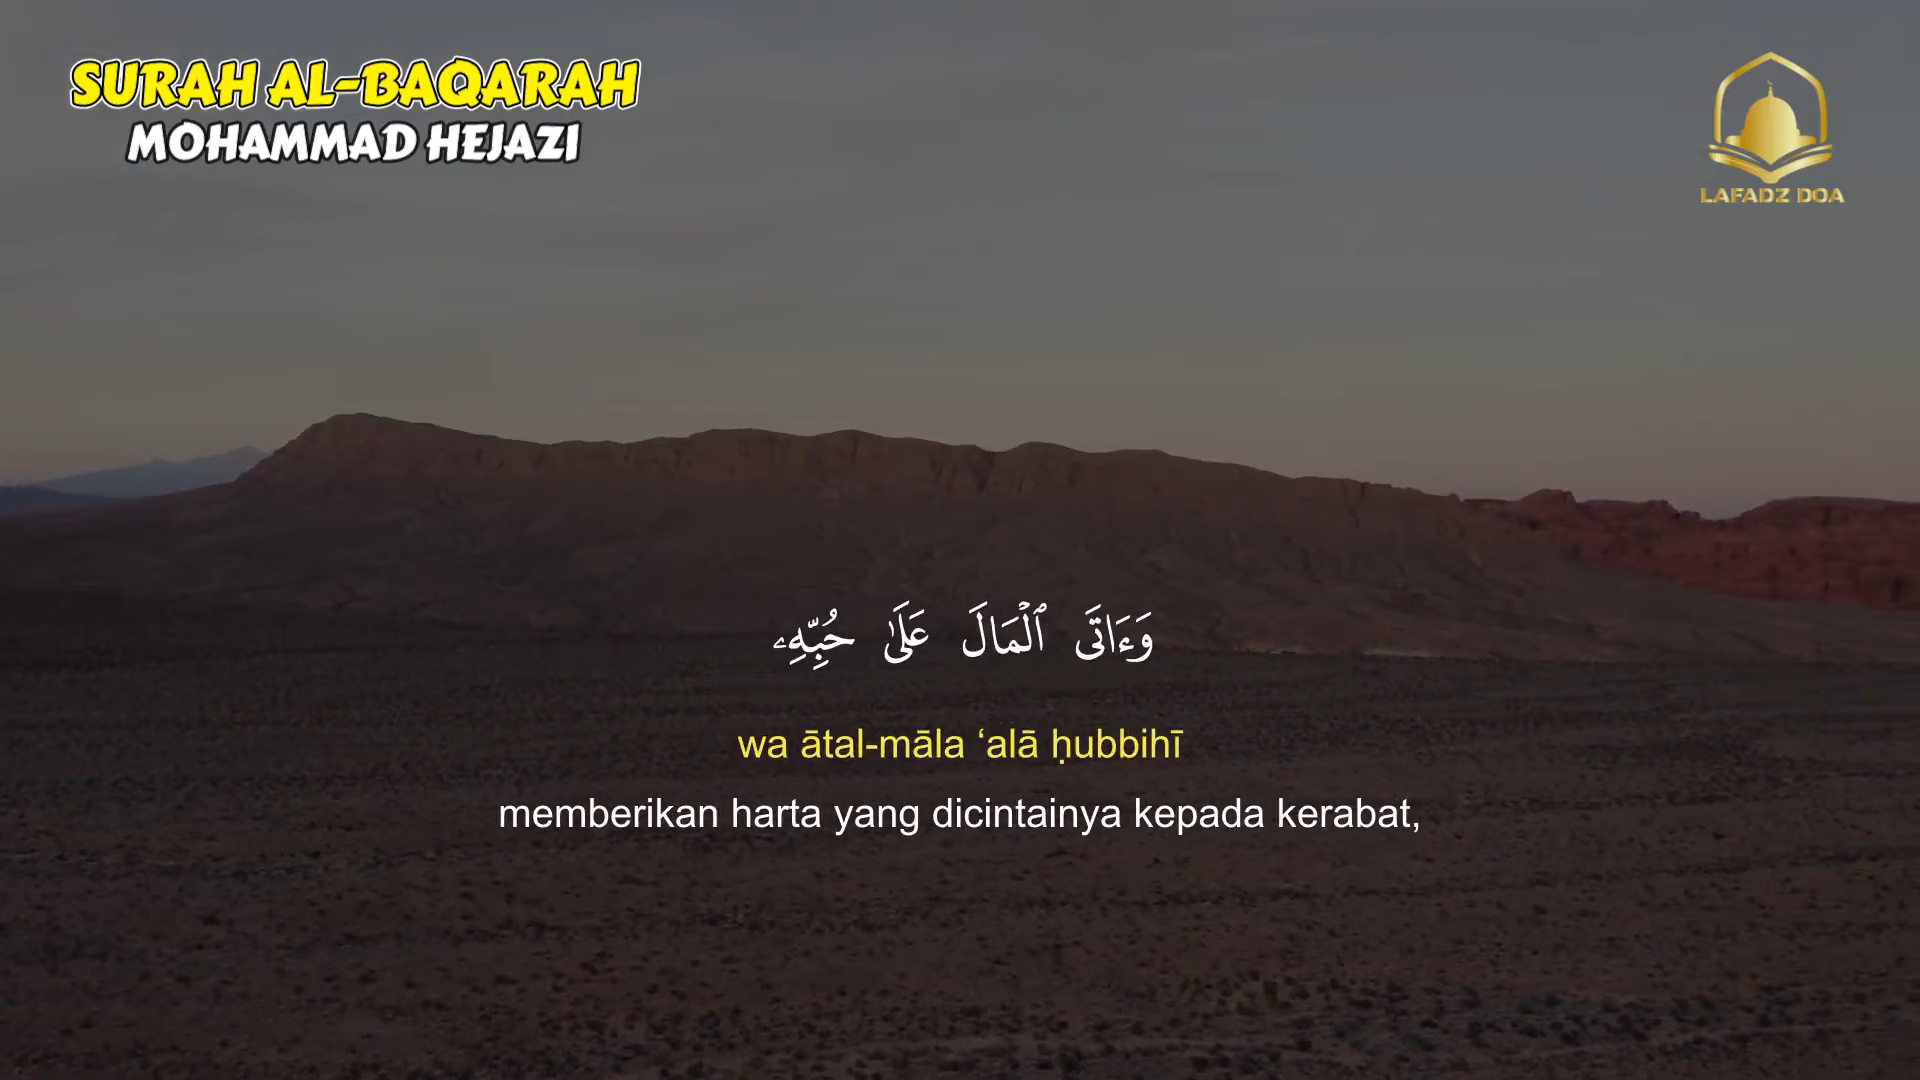 SURAH AL-BAQARAH
MOHAMMAD HEJAZI
LAFADZ DOA
وَءَاتَى ٱلْمَالَ عَلَىٰ حُبِّهِۦ
wa ātal-māla ‘alā ḥubbihī
memberikan harta yang dicintainya kepada kerabat,